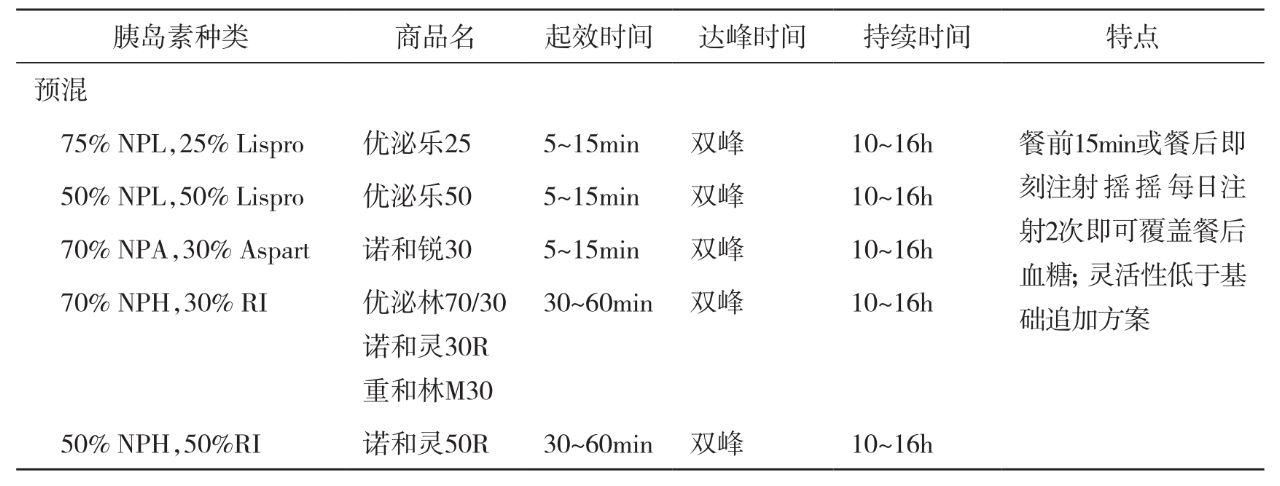 胰岛素种类 商品名 起效时间 达峰时间 持续时间 特点
预混
75% NPL,25% Lispro 优泌乐25 5~15min 双峰 10~16h 餐前15min或餐后即
50% NPL,50% Lispro 优泌乐50 5~15min 双峰 10~16h 刻注射 摇 摇 每日注
70% NPA,30% Aspart 诺和锐30 5~15min 双峰 10~16h 射2次即可覆盖餐后
血糖; 灵活性低于基
70% NPH,30% RI 优泌林70/30 30~60min 双峰 10~16h 础追加方案
诺和灵30R
重和林M30
50% NPH,50%RI 诺和灵50R 30~60min 双峰 10~16h